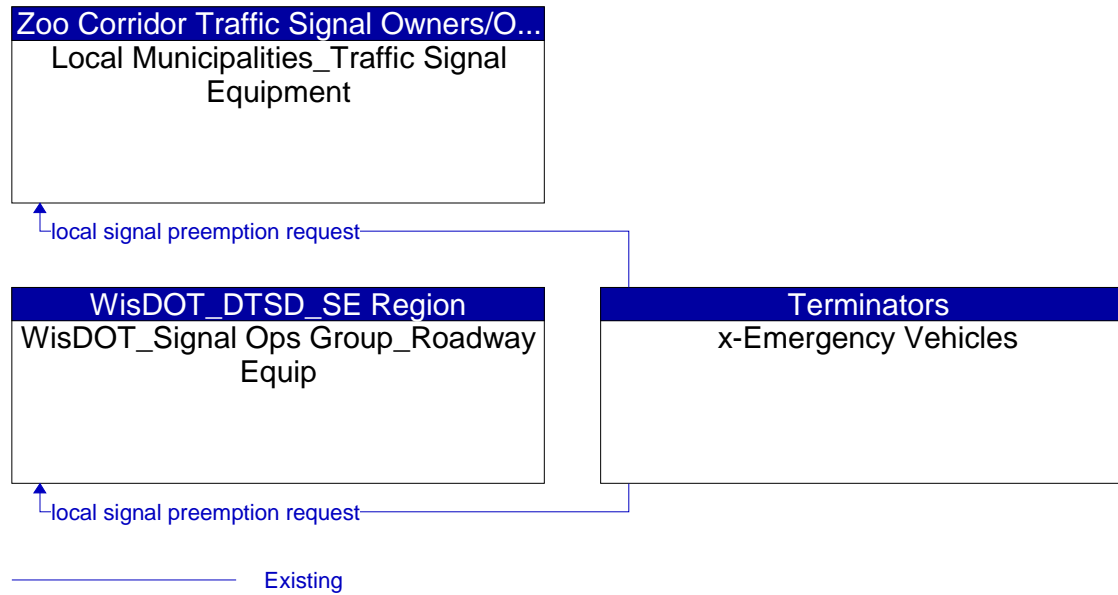 Zoo Corridor Traffic Signal Owners/O...
Local Municipalities_Traffic Signal
Equipment
local signal preemption request
WisDOT_DTSD_SE Region
WisDOT_Signal Ops Group_Roadway
Equip
Terminators
x-Emergency Vehicles
local signal preemption request
Existing